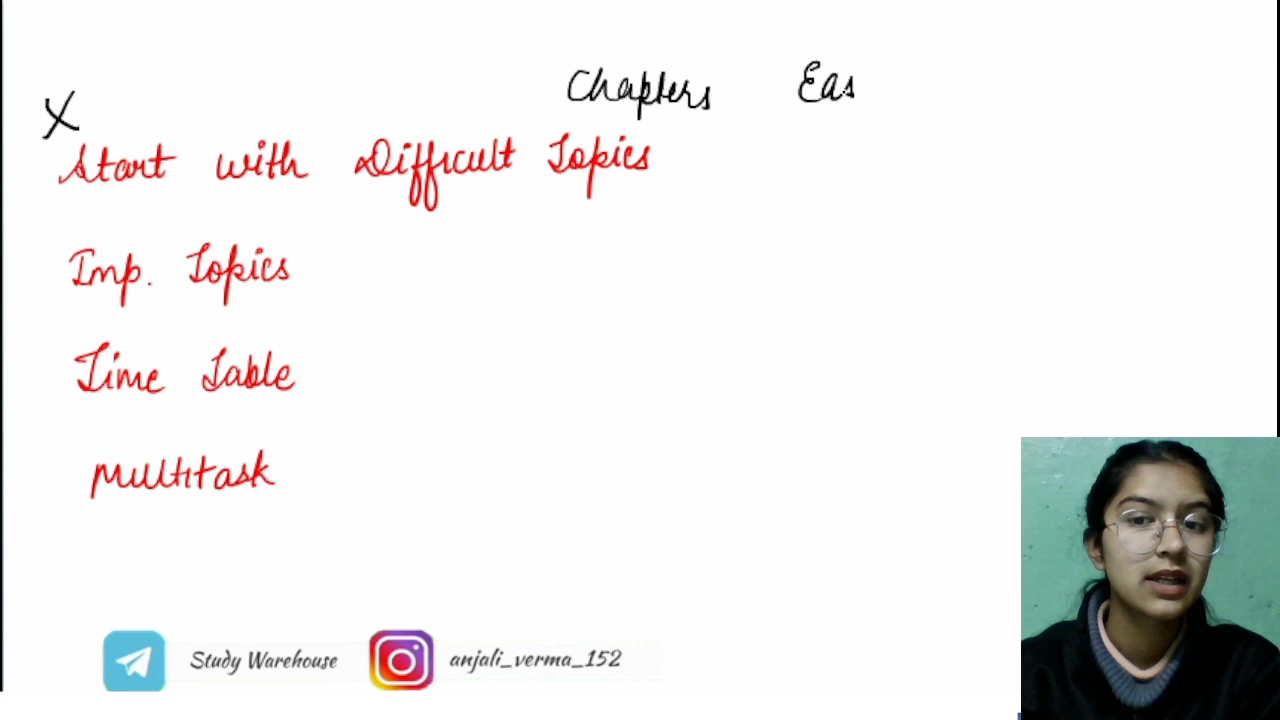 Chapters Eas
X
Start with Difficult Topics
Imp. Topics
Time Table
Multitask
Study Warehouse anjali_verma_152